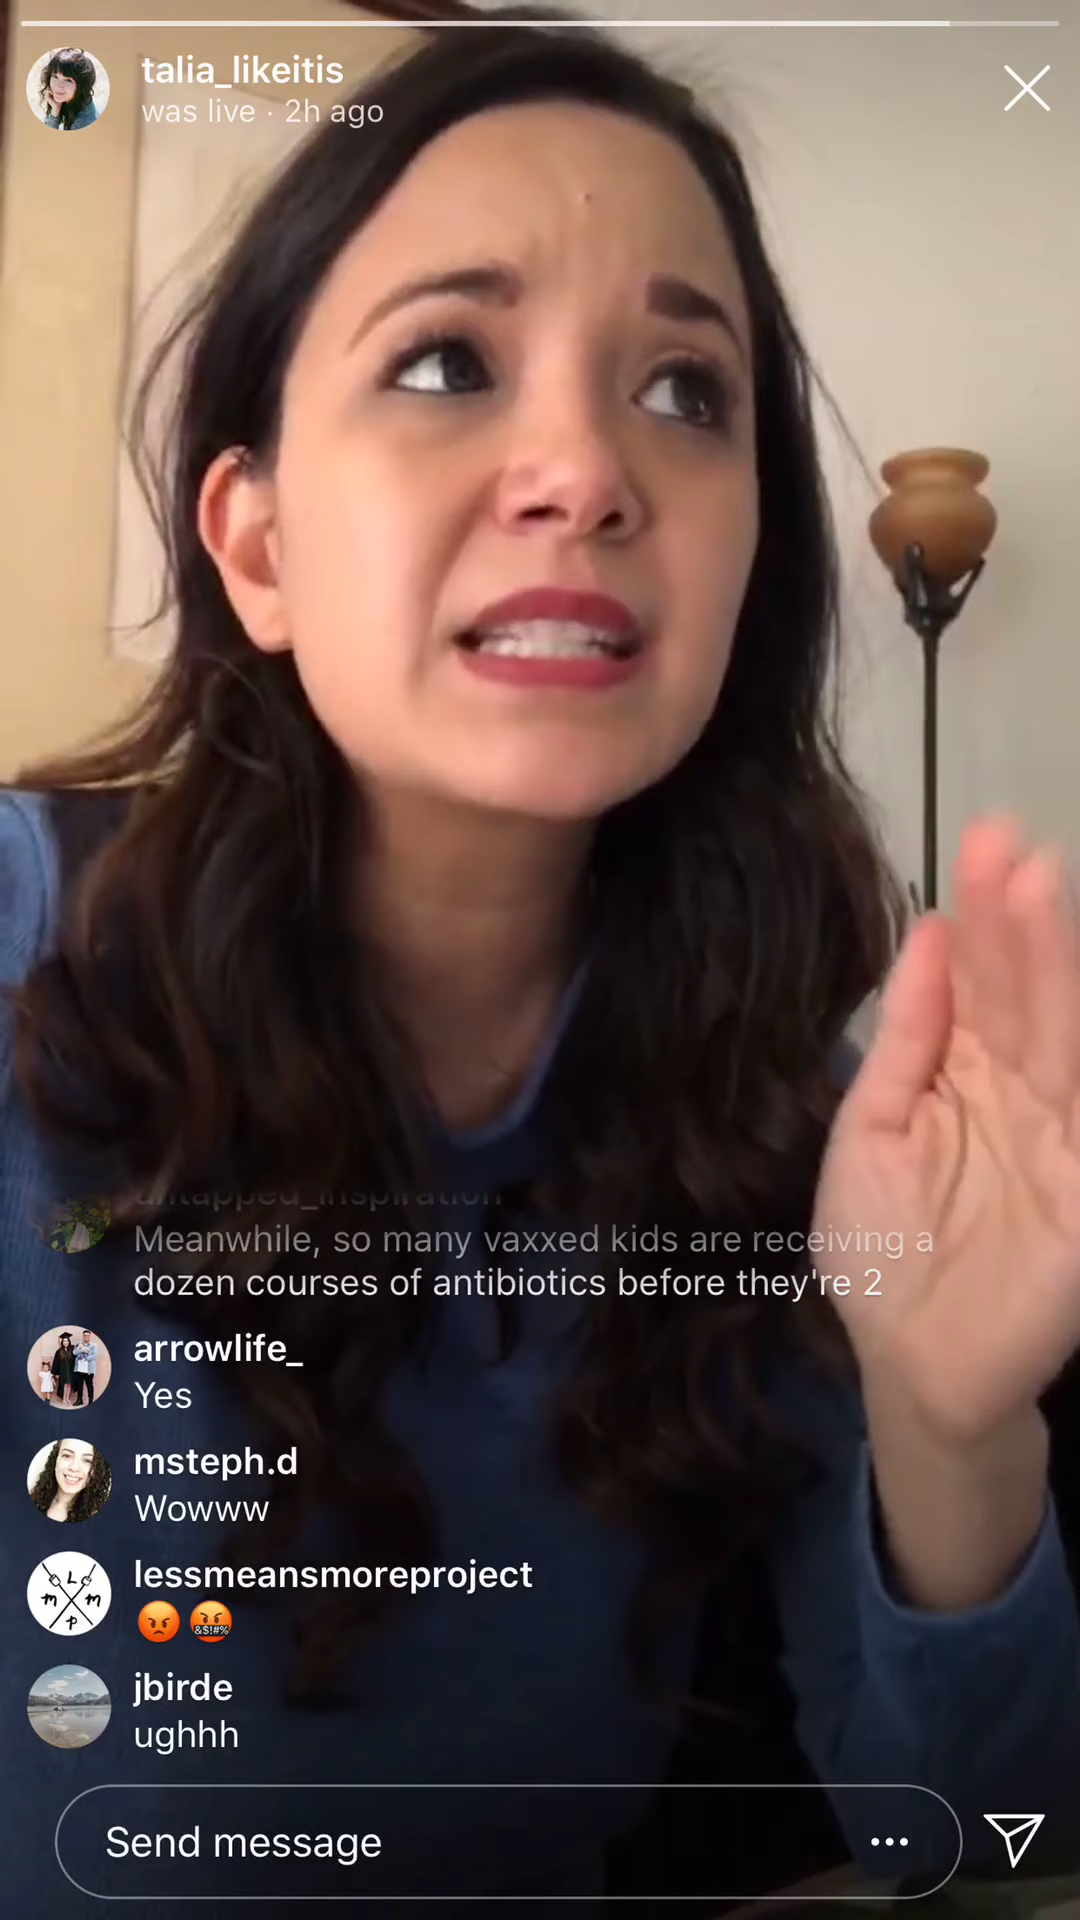 talia_likeitis
was live · 2h ago
untapped_inspiration
Meanwhile, so many vaxxed kids are receiving a
dozen courses of antibiotics before they're 2
arrowlife_
Yes
msteph.d
Wowww
lessmeansmoreproject
&$!#%
L
m m
P
jbirde
ughhh
Send message